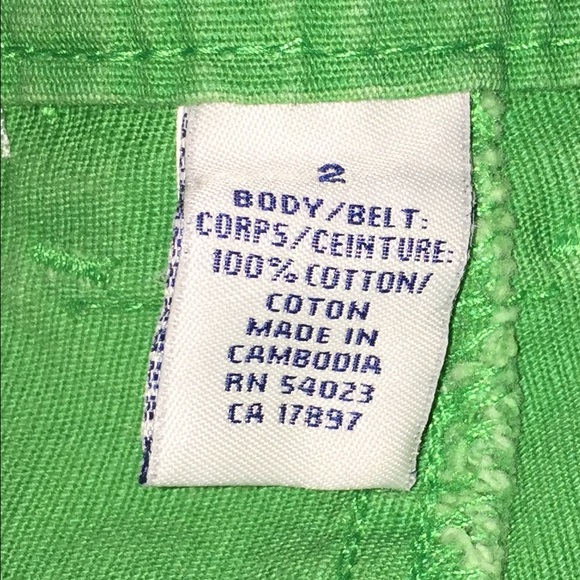 2
BODY/BELT:
CORPS/CEINTURE:
100% COTTON/
COTON
MADE IN
CAMBODIA
RN 54023
CA 17897